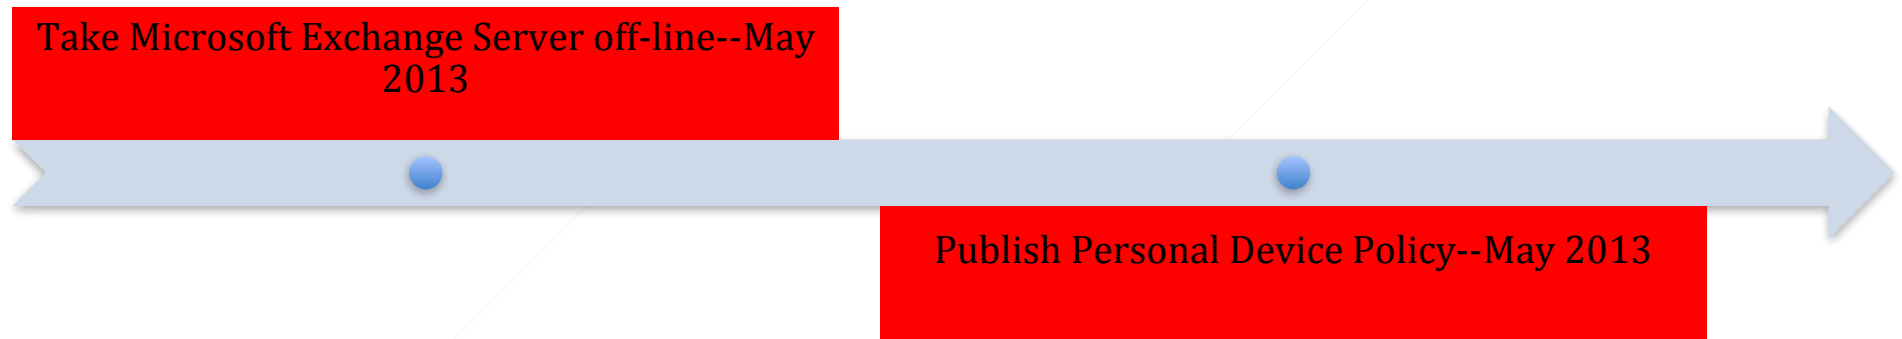 Take Microsoft Exchange Server off-line--May
2013
Publish Personal Device Policy--May 2013